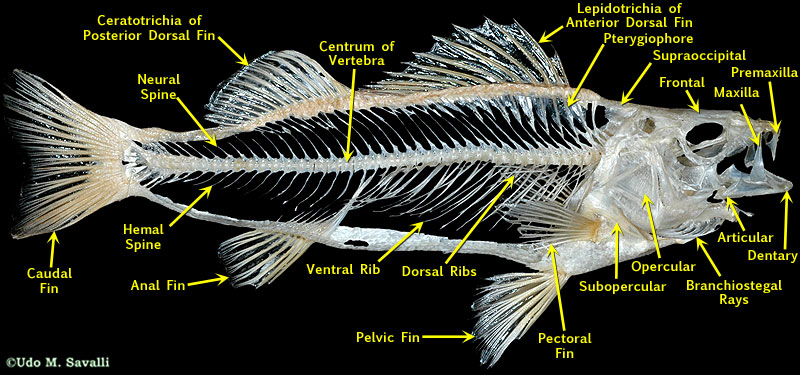 Ceratotrichia of
Posterior Dorsal Fin
Lepidotrichia of
Anterior Dorsal Fin
Pterygiophore
Centrum of
Vertebra
Supraoccipital
Neural
Spine
Frontal
Premaxilla
Maxilla
Hemal
Spine
Caudal
Fin
Anal Fin
Ventral Rib
Dorsal Ribs
Opercular
Subopercular
Articular
Dentary
Branchiostegal
Rays
Pelvic Fin
Pectoral
Fin
©Udo M. Savalli